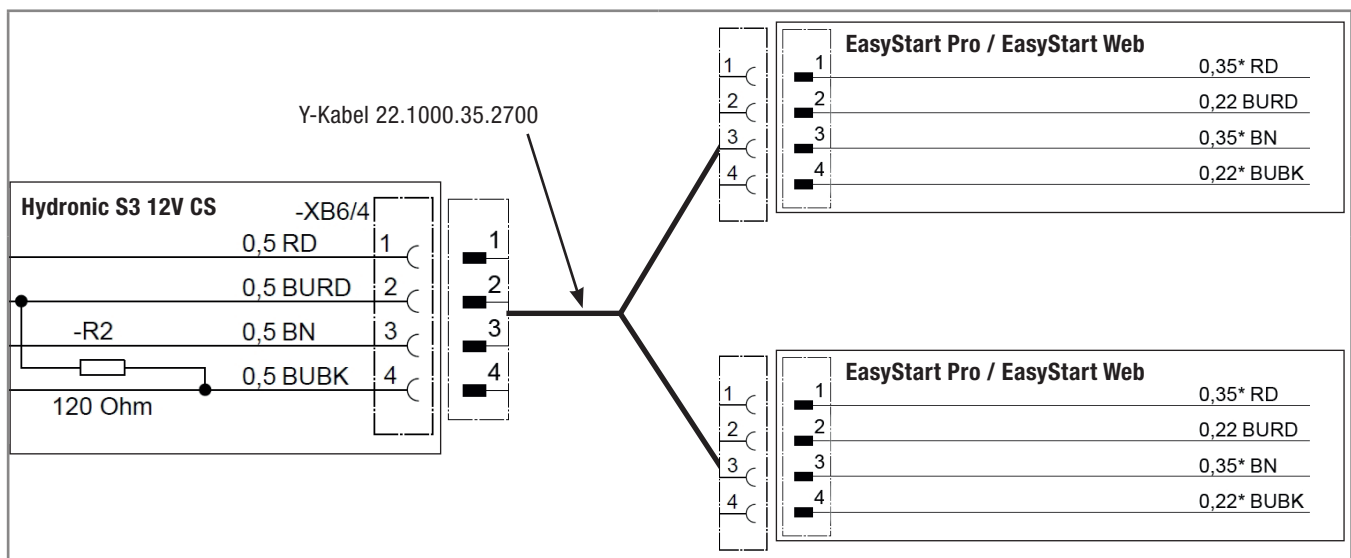 Y-Kabel 22.1000.35.2700
Hydronic S3 12V CS
-XB6/4
0,5 RD 1 1
0,5 BURD 2 2
-R2 0,5 BN 3 3
0,5 BUBK 4 4
120 Ohm
EasyStart Pro / EasyStart Web
1 1 0,35* RD
2 2 0,22 BURD
3 3 0,35* BN
4 4 0,22* BUBK
EasyStart Pro / EasyStart Web
1 1 0,35* RD
2 2 0,22 BURD
3 3 0,35* BN
4 4 0,22* BUBK